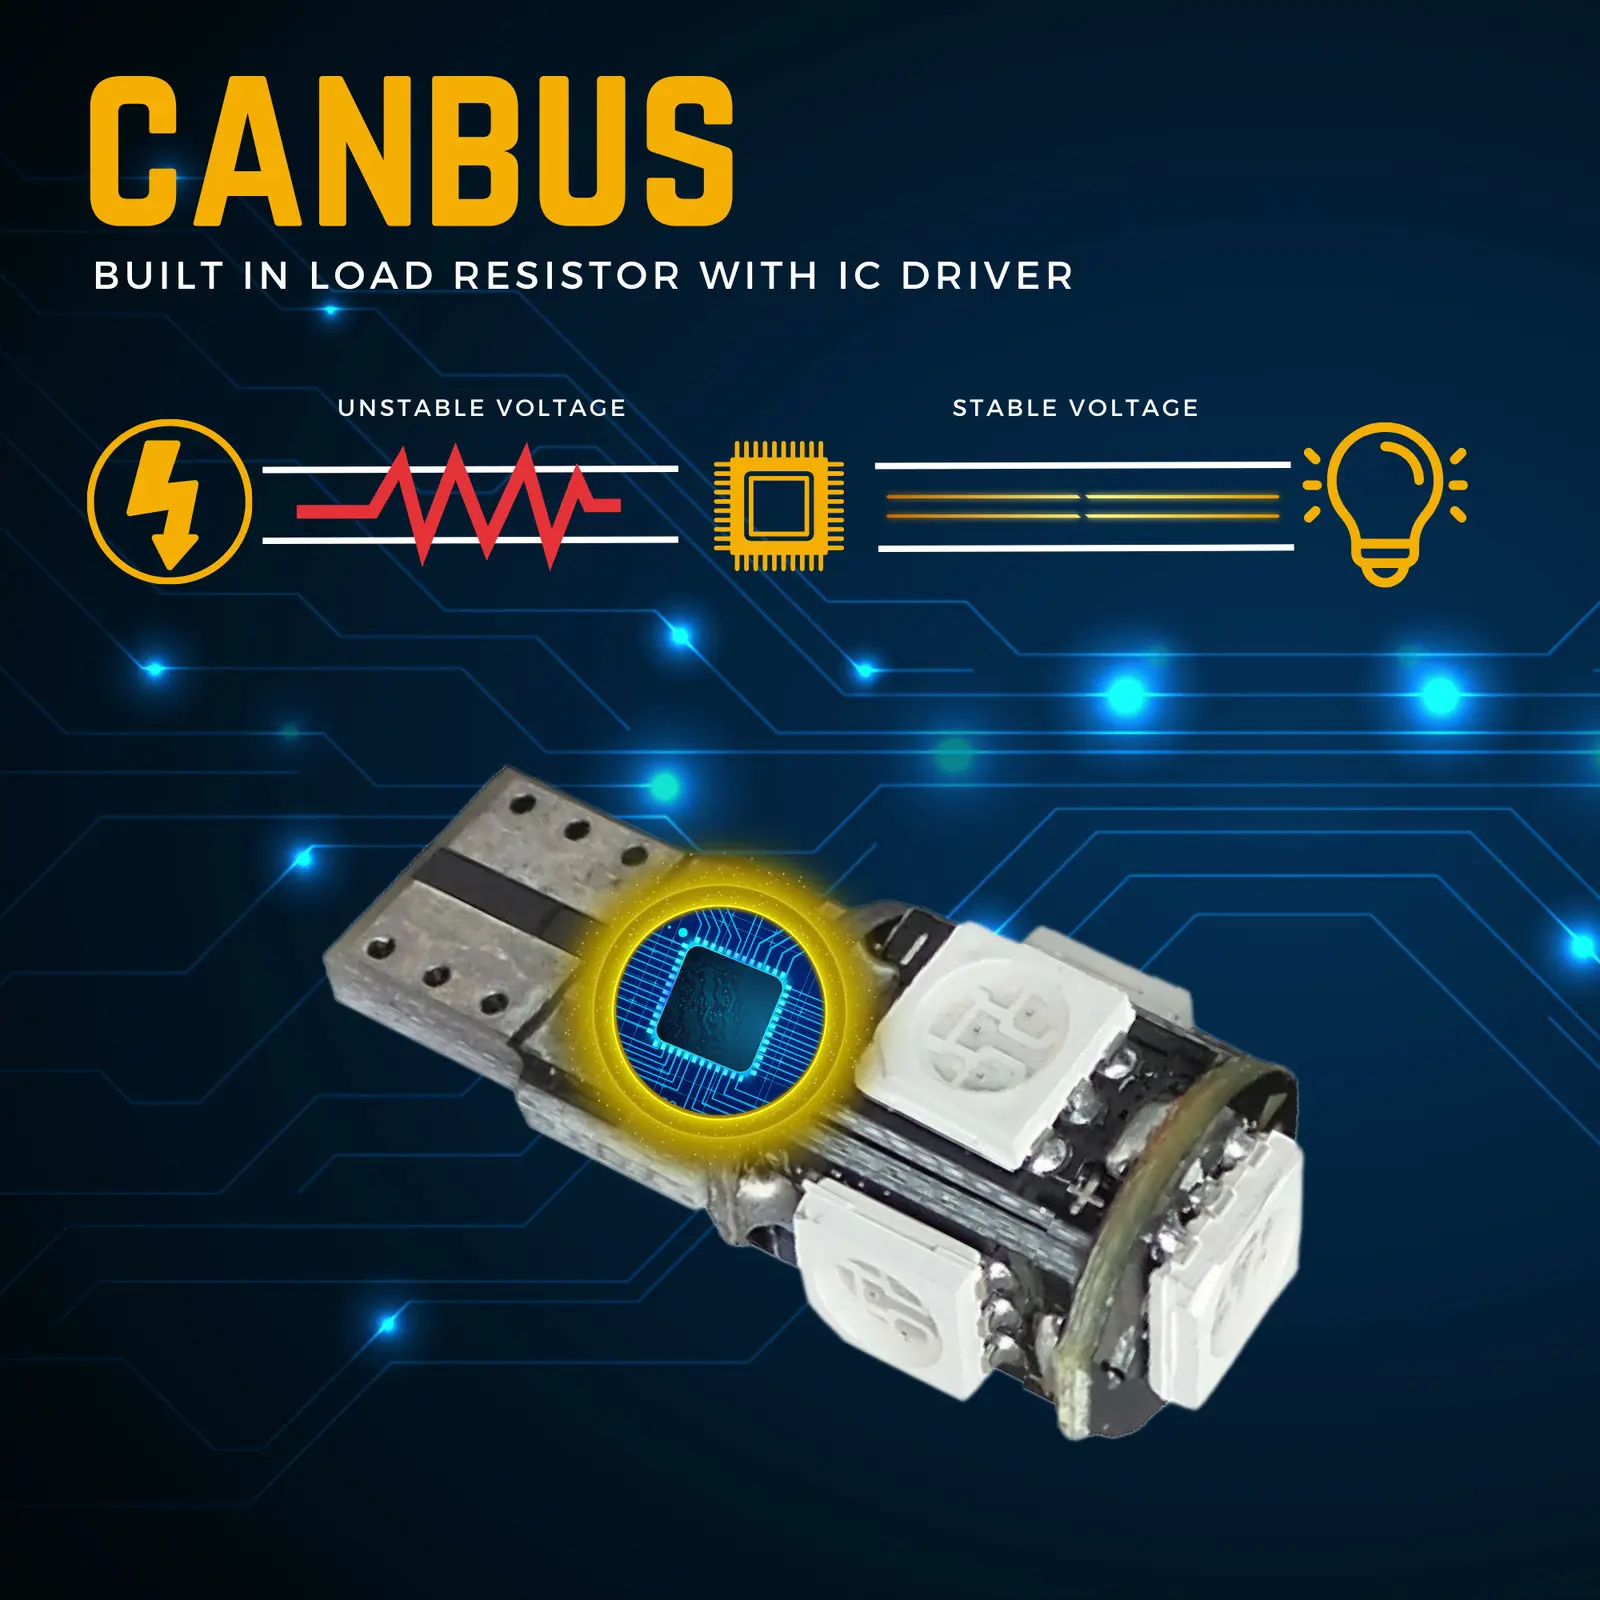 CANBUS
BUILT IN LOAD RESISTOR WITH IC DRIVER
UNSTABLE VOLTAGE
STABLE VOLTAGE